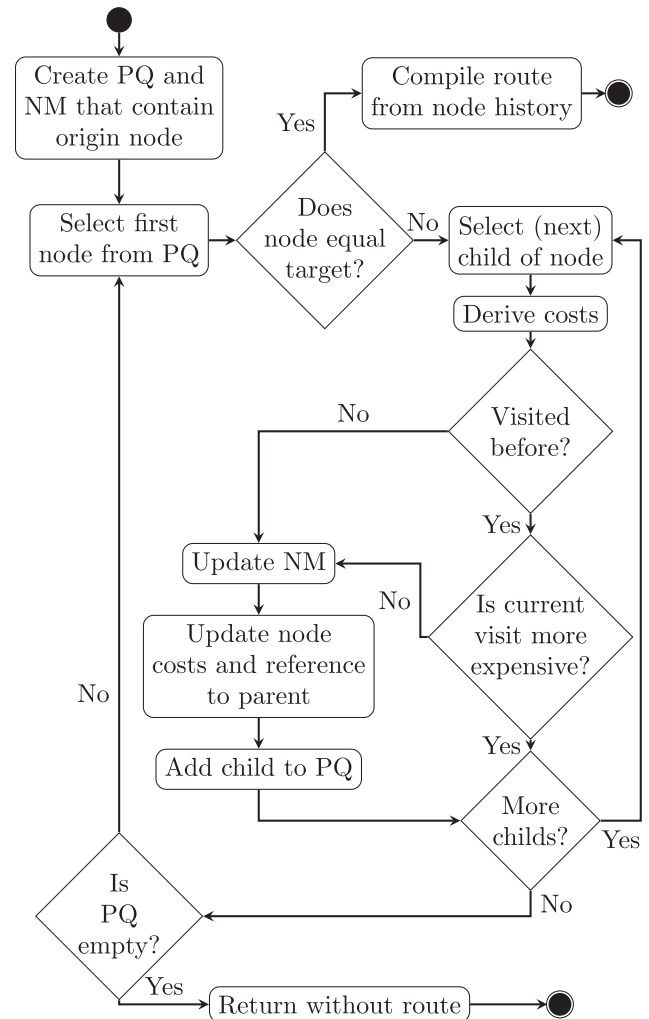 Create PQ and
NM that contain
origin node
Compile route
from node history
Yes
Select first
node from PQ
Does
node equal
target?
No
Select (next)
child of node
Derive costs
Visited
before?
No
Yes
Update NM
Is current
visit more
expensive?
No
Update node
costs and reference
to parent
Yes
Add child to PQ
More
childs?
Yes
No
No
Is
PQ
empty?
Yes
Return without route